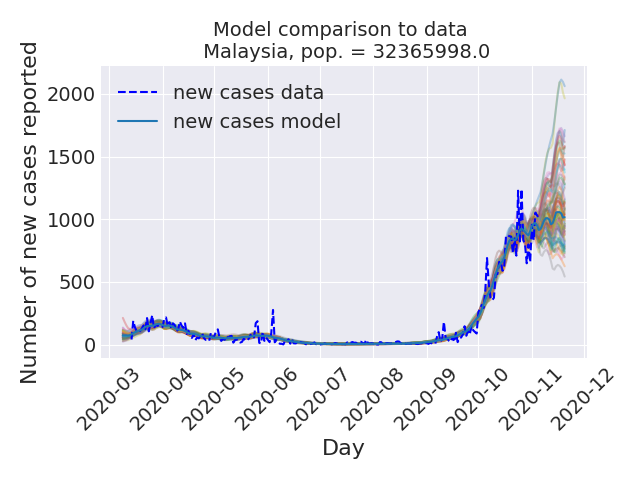 Model comparison to data
Malaysia, pop. = 32365998.0
Number of new cases reported
2000
1500
1000
500
0
new cases data
new cases model
2020-03
2020-04
2020-05
2020-06
2020-07
2020-08
2020-09
2020-10
2020-11
2020-12
Day